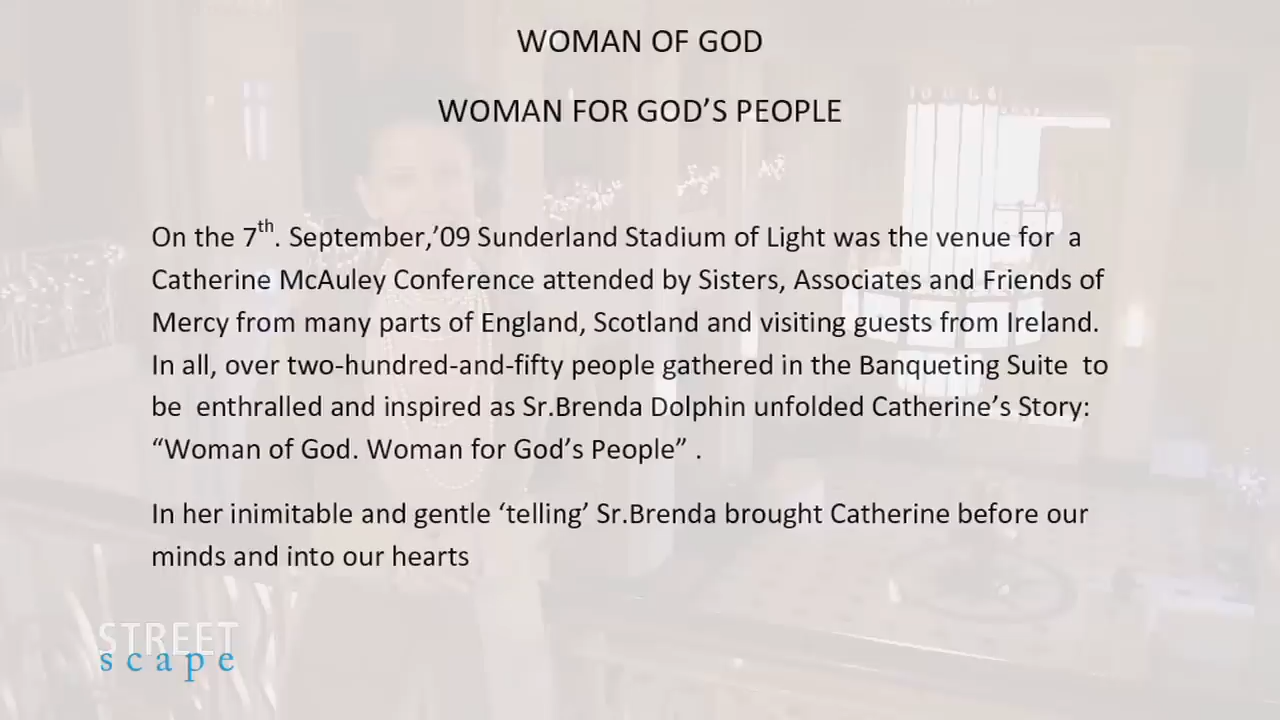 WOMAN OF GOD
WOMAN FOR GOD’S PEOPLE
On the 7th. September,’09 Sunderland Stadium of Light was the venue for  a
Catherine McAuley Conference attended by Sisters, Associates and Friends of
Mercy from many parts of England, Scotland and visiting guests from Ireland.
In all, over two-hundred-and-fifty people gathered in the Banqueting Suite  to
be  enthralled and inspired as Sr.Brenda Dolphin unfolded Catherine’s Story:
“Woman of God. Woman for God’s People” .
In her inimitable and gentle ‘telling’ Sr.Brenda brought Catherine before our
minds and into our hearts
STREET
scape